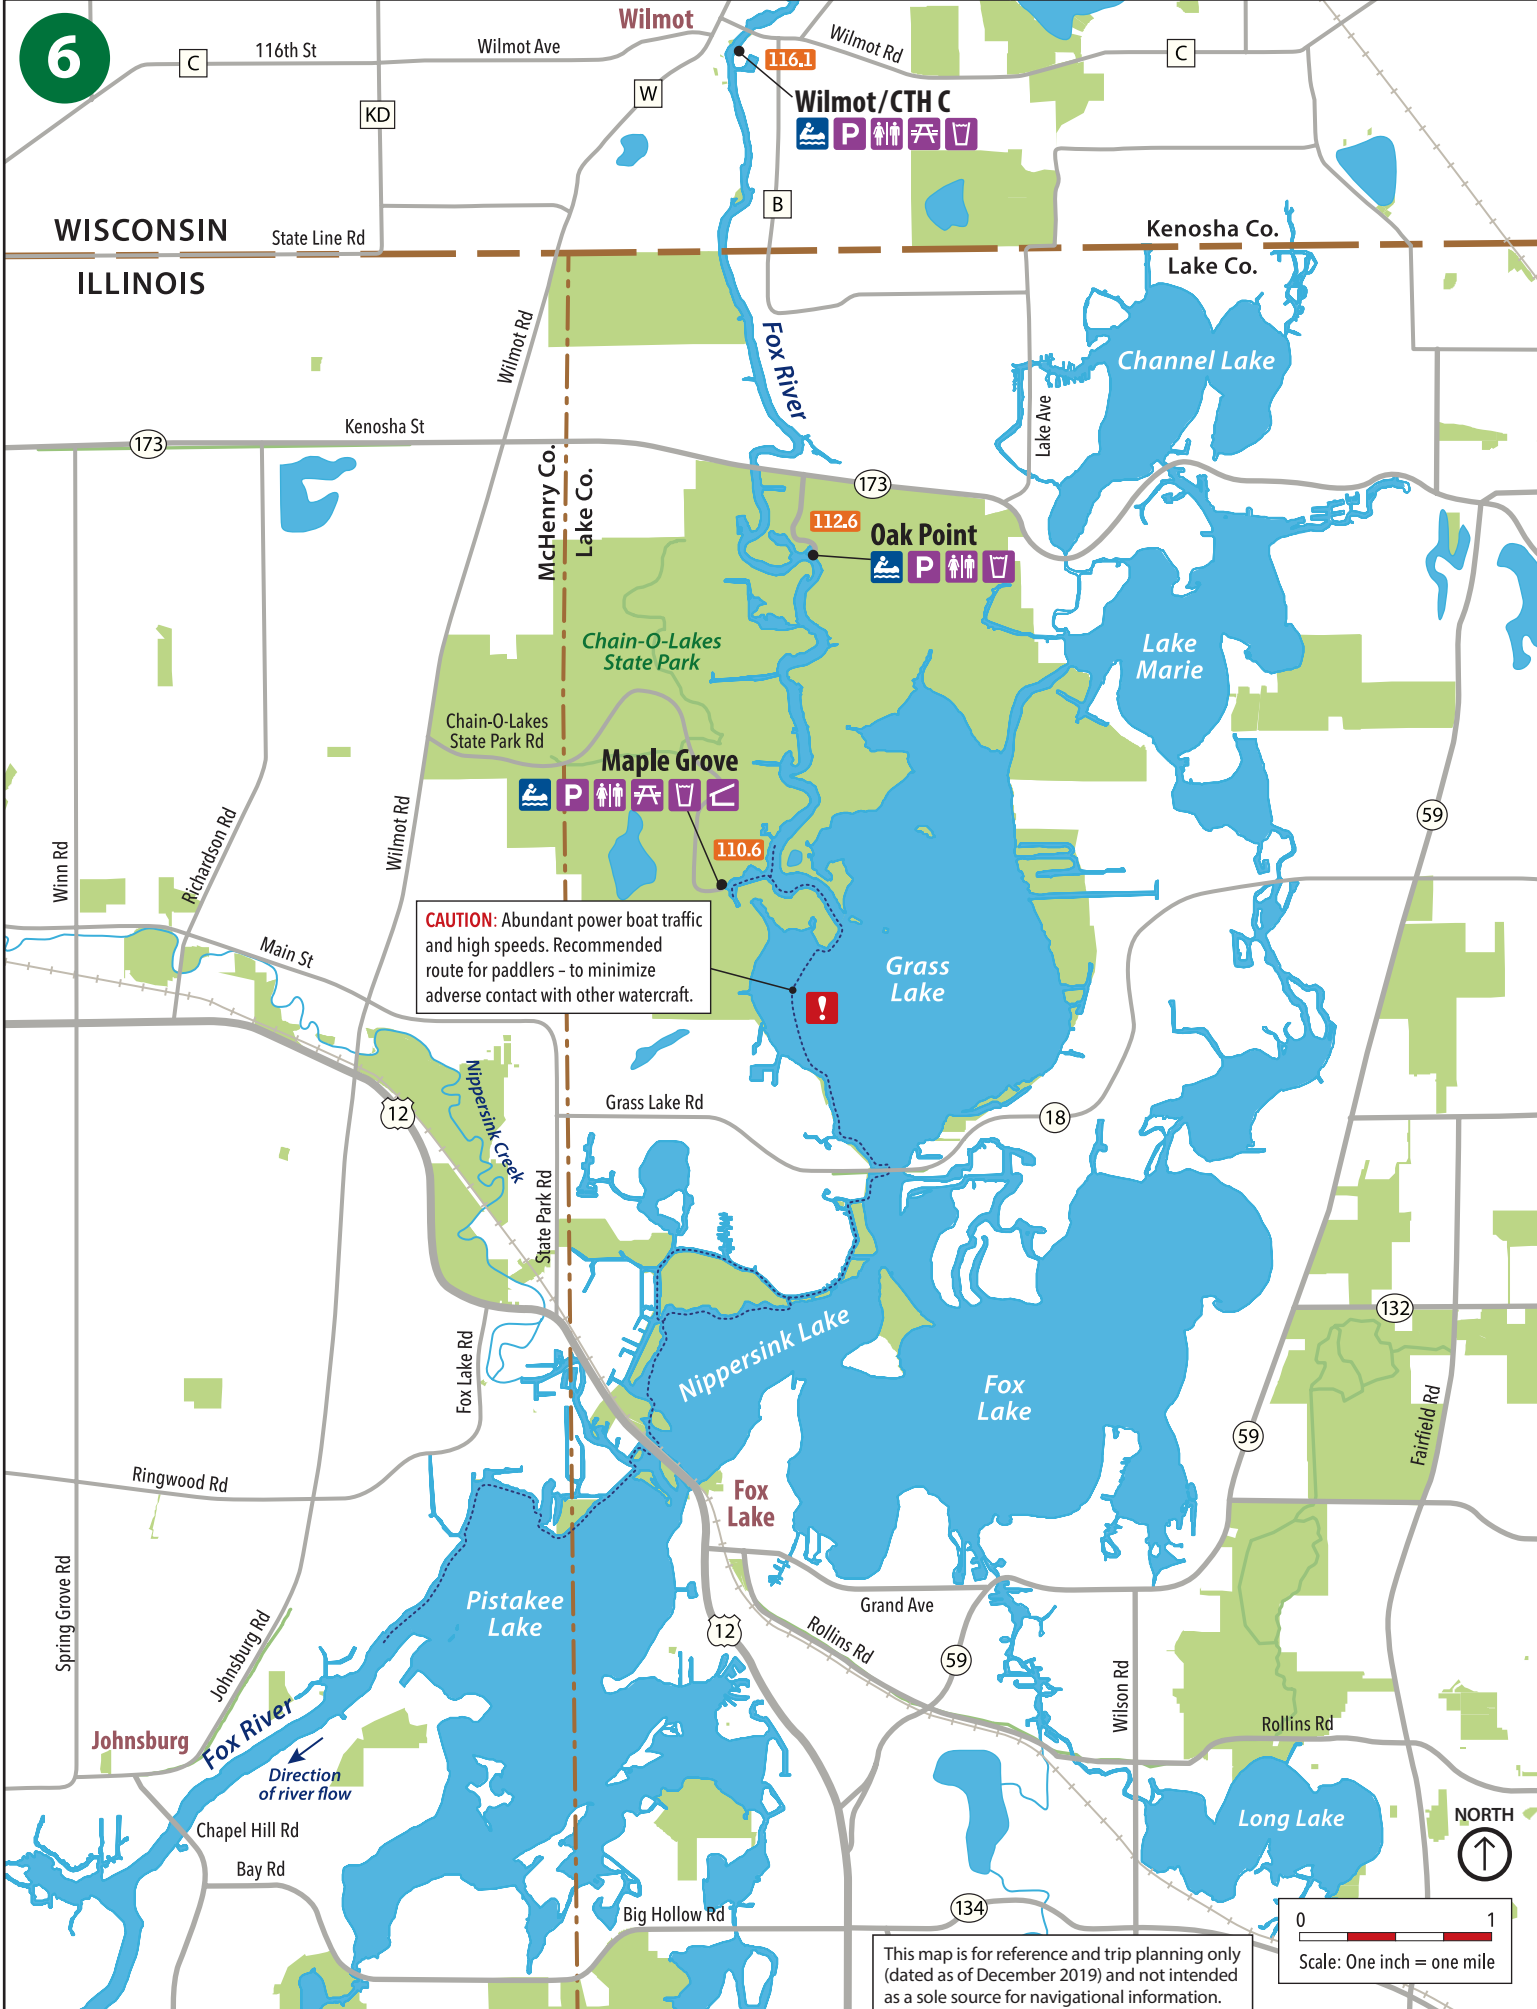 6
Wilmot
116th St
Wilmot Ave
Wilmot Rd
C
C
116.1
KD
W
Wilmot/CTH C
P
B
WISCONSIN
State Line Rd
ILLINOIS
Kenosha Co.
Lake Co.
Wilmot Rd
Fox River
Channel Lake
Lake Ave
Kenosha St
173
McHenry Co.
Lake Co.
173
112.6
Oak Point
P
Chain-O-Lakes
State Park
Lake
Marie
Chain-O-Lakes
State Park Rd
Maple Grove
P
110.6
59
Wilmot Rd
Richardson Rd
Winn Rd
CAUTION: Abundant power boat traffic
and high speeds. Recommended
route for paddlers – to minimize
adverse contact with other watercraft.
!
Main St
Grass
Lake
Nippersink Creek
12
Grass Lake Rd
18
State Park Rd
132
Nippersink Lake
Fox Lake Rd
Fox
Lake
Fairfield Rd
59
Ringwood Rd
Fox
Lake
Spring Grove Rd
Pistakee
Lake
Grand Ave
Johnsburg Rd
12
Rollins Rd
59
Wilson Rd
Rollins Rd
Johnsburg
Fox River
Direction
of river flow
Long Lake
NORTH
Chapel Hill Rd
Bay Rd
Big Hollow Rd
134
0 1
Scale: One inch = one mile
This map is for reference and trip planning only
(dated as of December 2019) and not intended
as a sole source for navigational information.